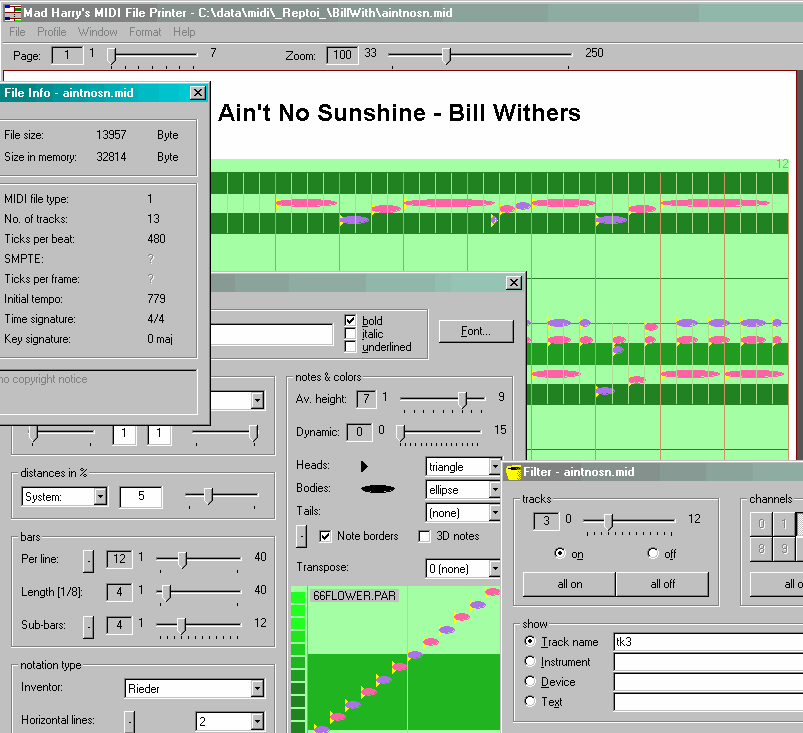 Mad Harry's MIDI File Printer - C:\data\midi\_Reptoi_\BillWith\aintnosn.mid
File Profile Window Format Help
Page: 1 1 7 Zoom: 100 33 250
File Info - aintnosn.mid
Ain't No Sunshine - Bill Withers
File size: 13957 Byte
Size in memory: 32814 Byte
12
MIDI file type: 1
No. of tracks: 13
Ticks per beat: 480
SMPTE: ?
Ticks per frame: ?
Initial tempo: 779
Time signature: 4/4
Key signature: 0 maj
no copyright notice
bold
italic
underlined
Font...
1 1
distances in %
System: 5
bars
Per line: - 12 1 40
Length [1/8]: 4 1 40
Sub-bars: - 4 1 12
notation type
Inventor: Rieder
Horizontal lines: - 2
notes & colors
Av. height: 7 1 9
Dynamic: 0 0 15
Heads: triangle
Bodies: ellipse
Tails: (none)
- Note borders 3D notes
Transpose: 0 (none)
66FLOWER.PAR
Filter - aintnosn.mid
tracks
3 0 12
on off
all on all off
channels
0 1
8 9
all o
show
Track name tk3
Instrument
Device
Text